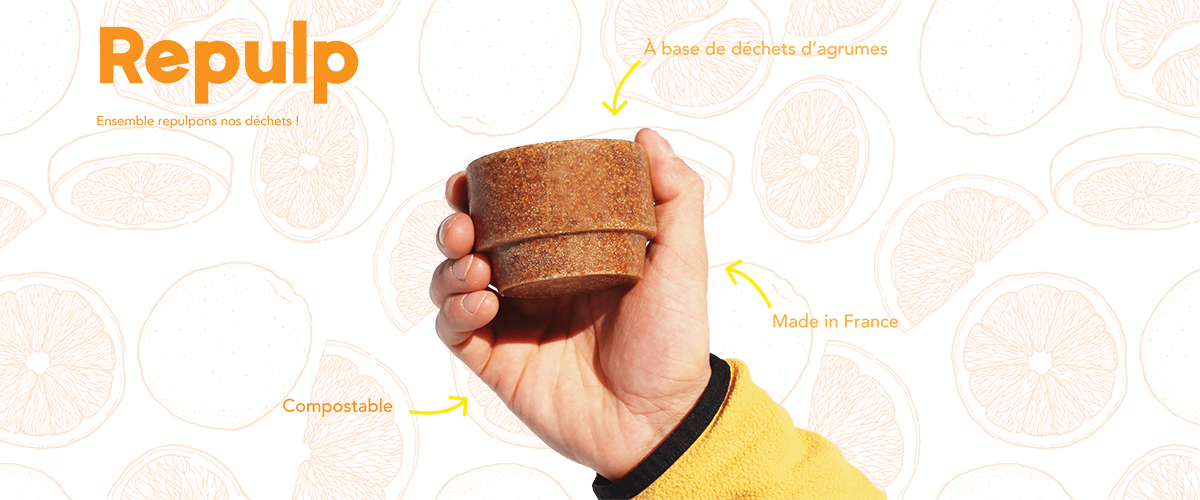 Repulp
Ensemble repulpons nos déchets !
À base de déchets d’agrumes
Made in France
Compostable